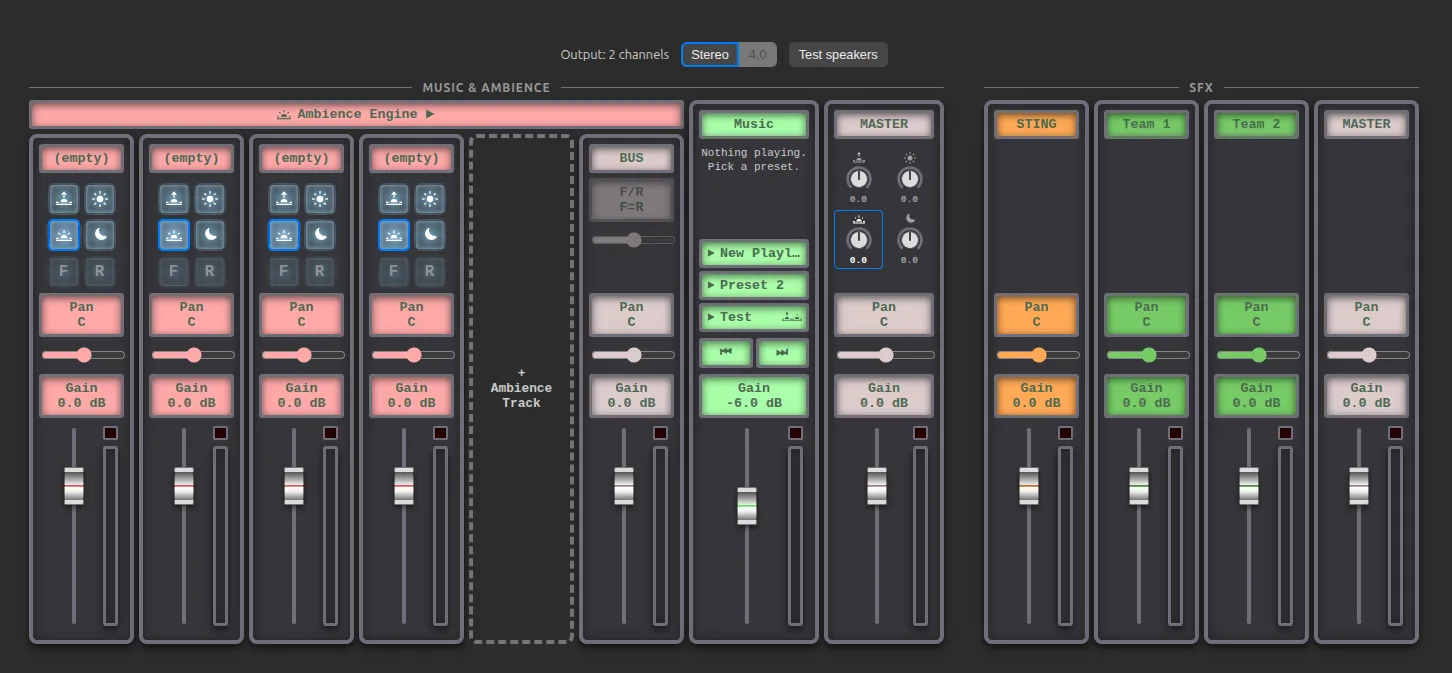 Output: 2 channels Stereo 4.0 Test speakers
MUSIC & AMBIENCE
SFX
Ambience Engine
(empty)
F R
Pan
C
Gain
0.0 dB
(empty)
F R
Pan
C
Gain
0.0 dB
(empty)
F R
Pan
C
Gain
0.0 dB
(empty)
F R
Pan
C
Gain
0.0 dB
+
Ambience
Track
BUS
F/R
F=R
Pan
C
Gain
0.0 dB
Music
Nothing playing.
Pick a preset.
New Playl…
Preset 2
Test
Gain
-6.0 dB
MASTER
0.0 0.0
0.0 0.0
Pan
C
Gain
0.0 dB
STING
Pan
C
Gain
0.0 dB
Team 1
Pan
C
Gain
0.0 dB
Team 2
Pan
C
Gain
0.0 dB
MASTER
Pan
C
Gain
0.0 dB